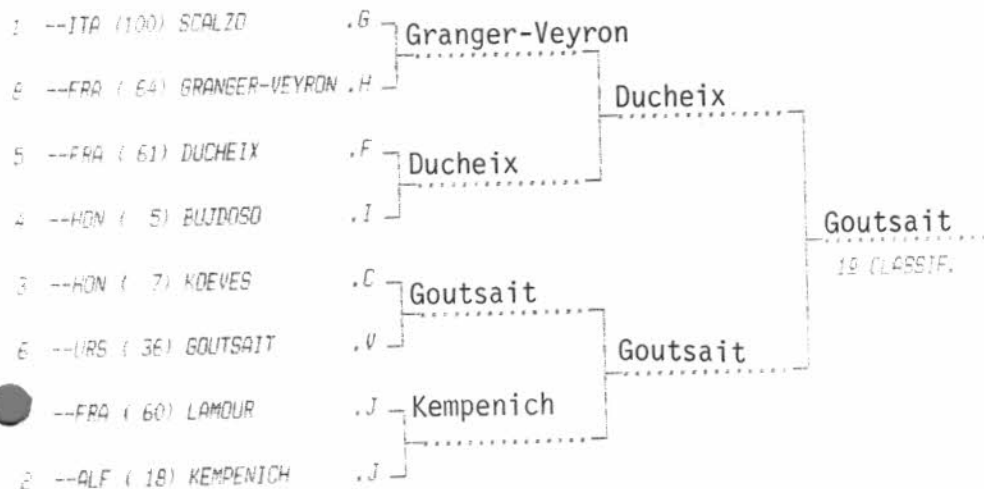 1 --ITA (100) SCALZO .G
Granger-Veyron
8 --FRA ( 64) GRANGER-VEYRON .H
Ducheix
5 --FRA ( 61) DUCHEIX .F
Ducheix
4 --HON ( 5) BUJDOSO .I
Goutsait
1º CLASSIF.
3 --HON ( 7) KOEVES .C
Goutsait
6 --URS ( 36) GOUTSAIT .V
Goutsait
--FRA ( 60) LAMOUR .J
Kempenich
2 --ALF ( 18) KEMPENICH .J